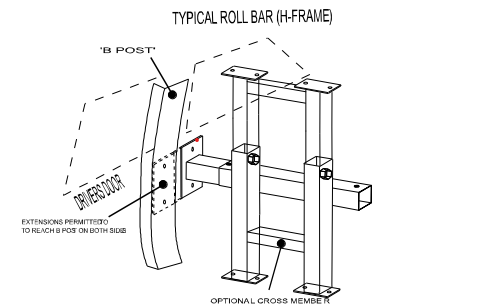 TYPICAL ROLL BAR (H-FRAME)
'B POST'
DRIVERS DOOR
EXTENSIONS PERMITTED TO
TO REACH B POST ON BOTH SIDES
OPTIONAL CROSS MEMBER